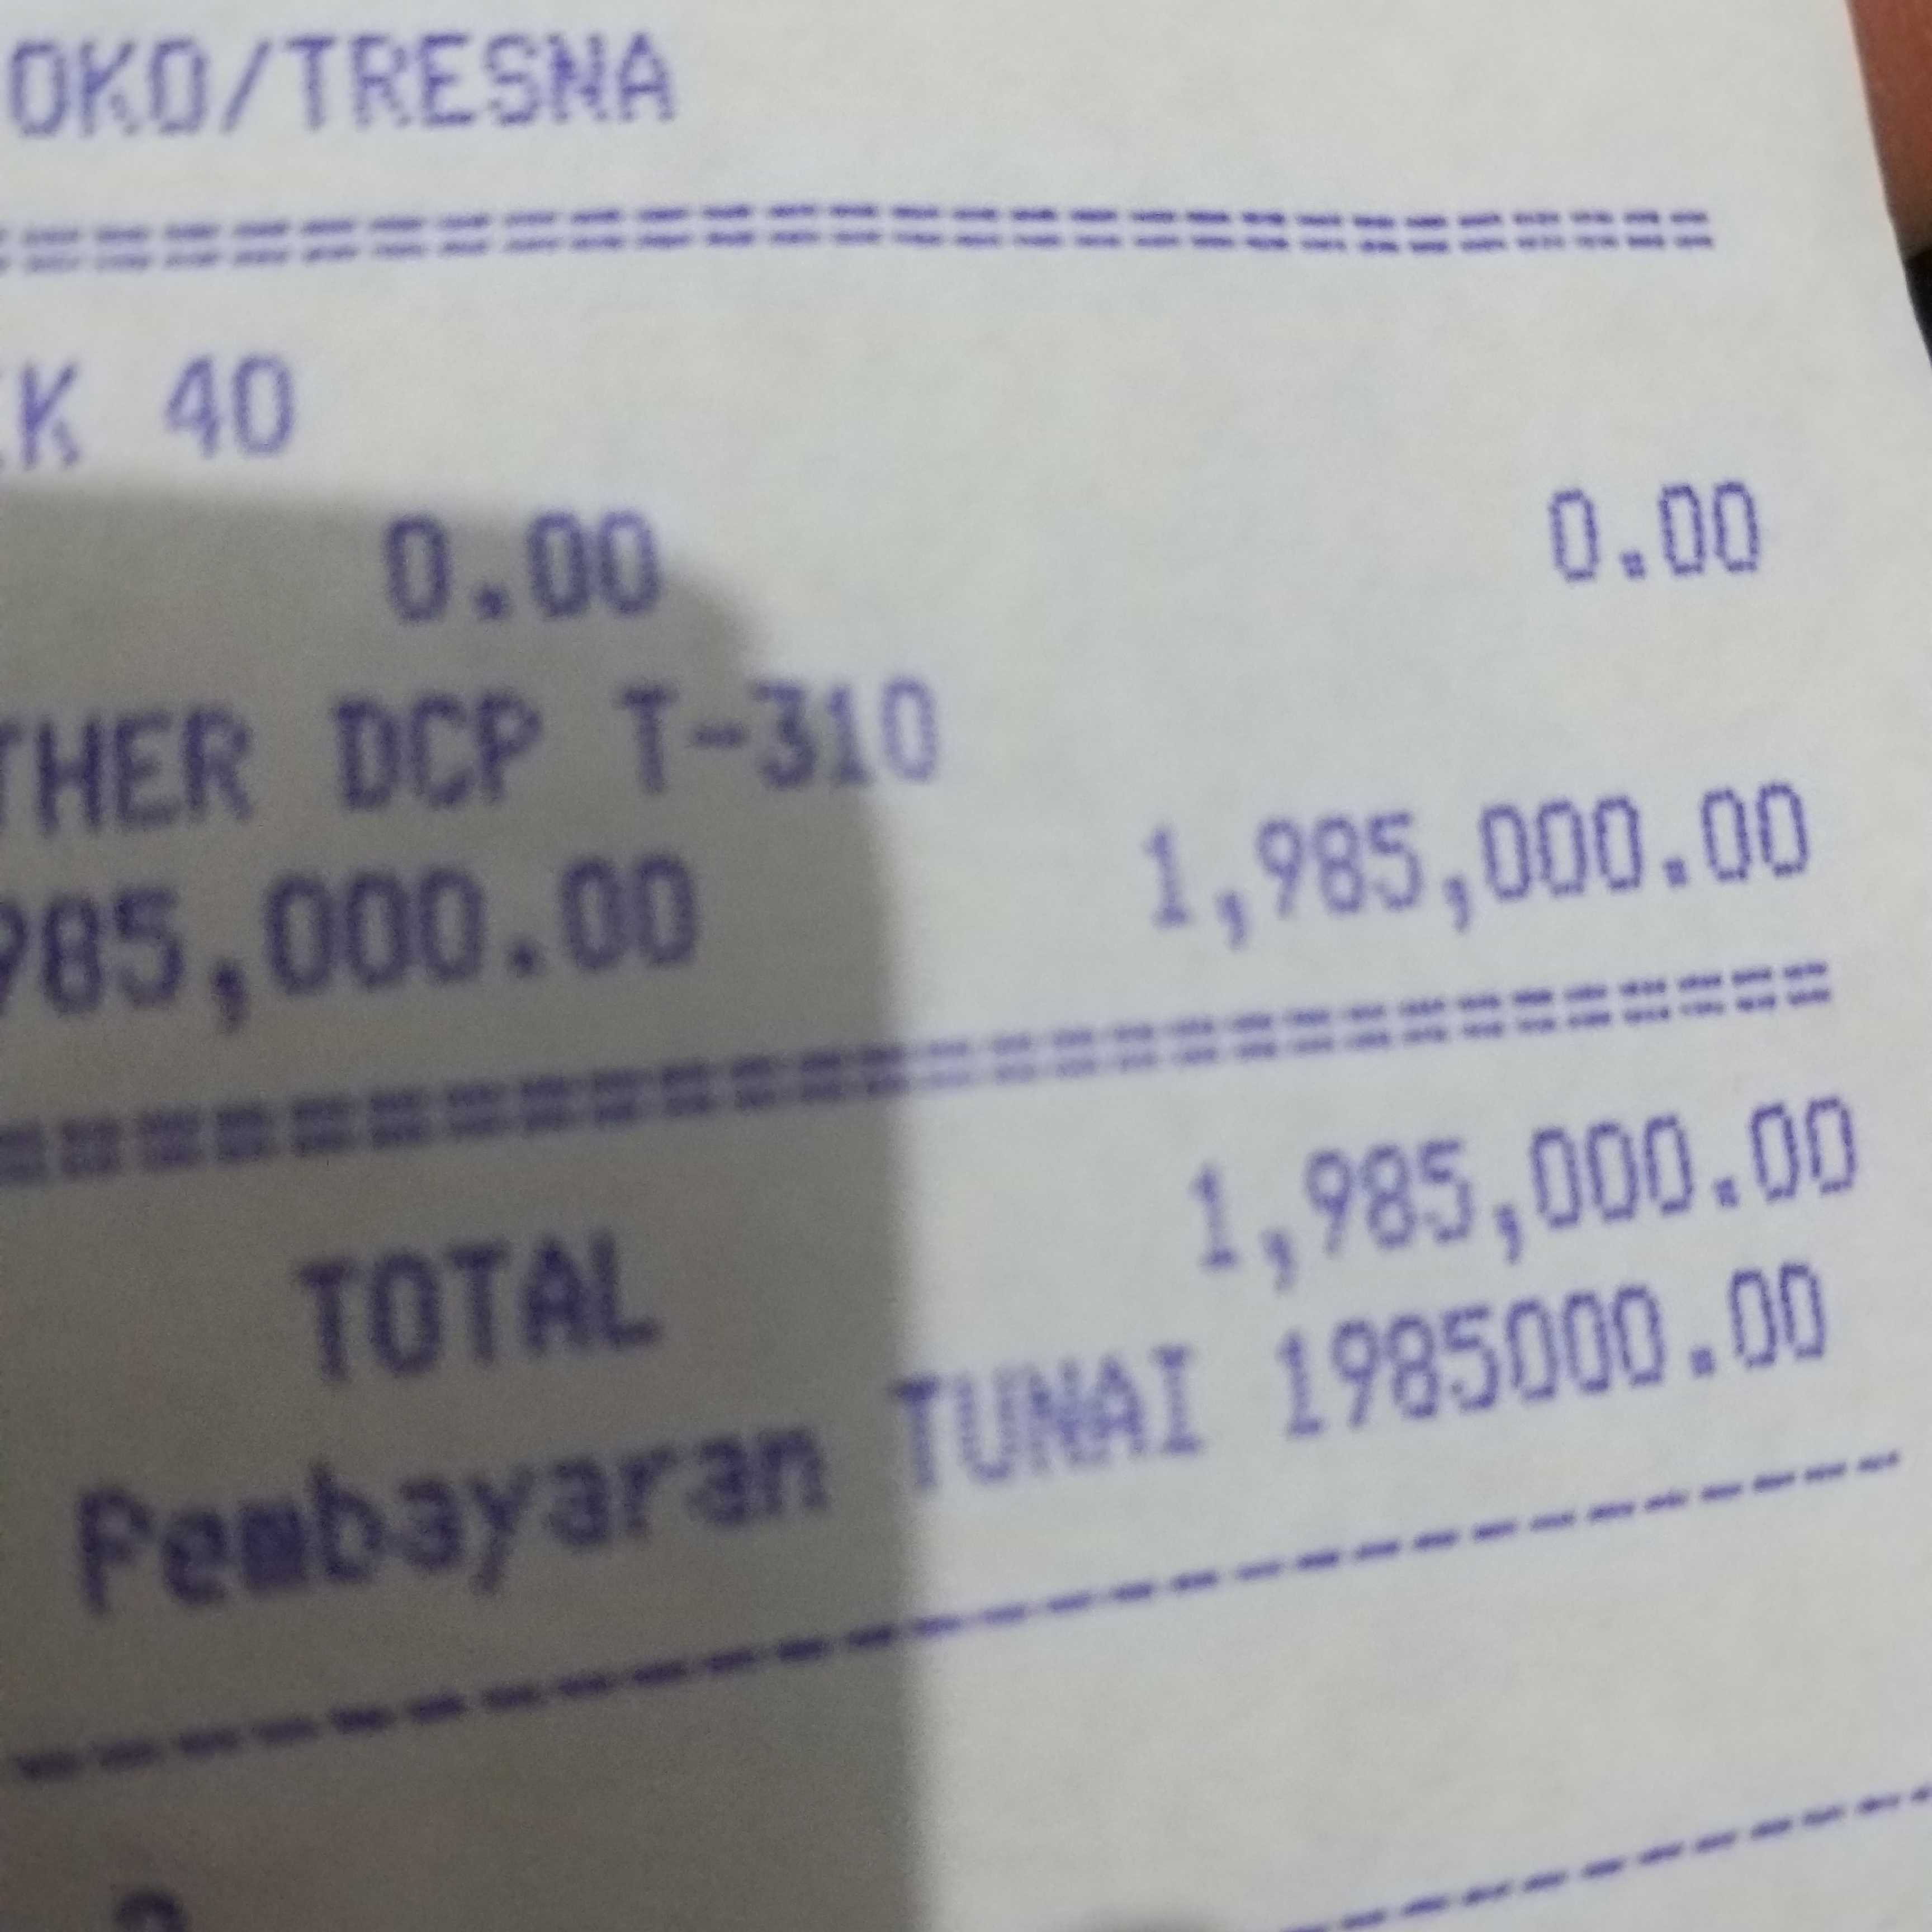 OKO/TRESNA
K 40
0.00 0.00
THER DCP T-310
985,000.00 1,985,000.00
TOTAL 1,985,000.00
Pembayaran TUNAI 1985000.00